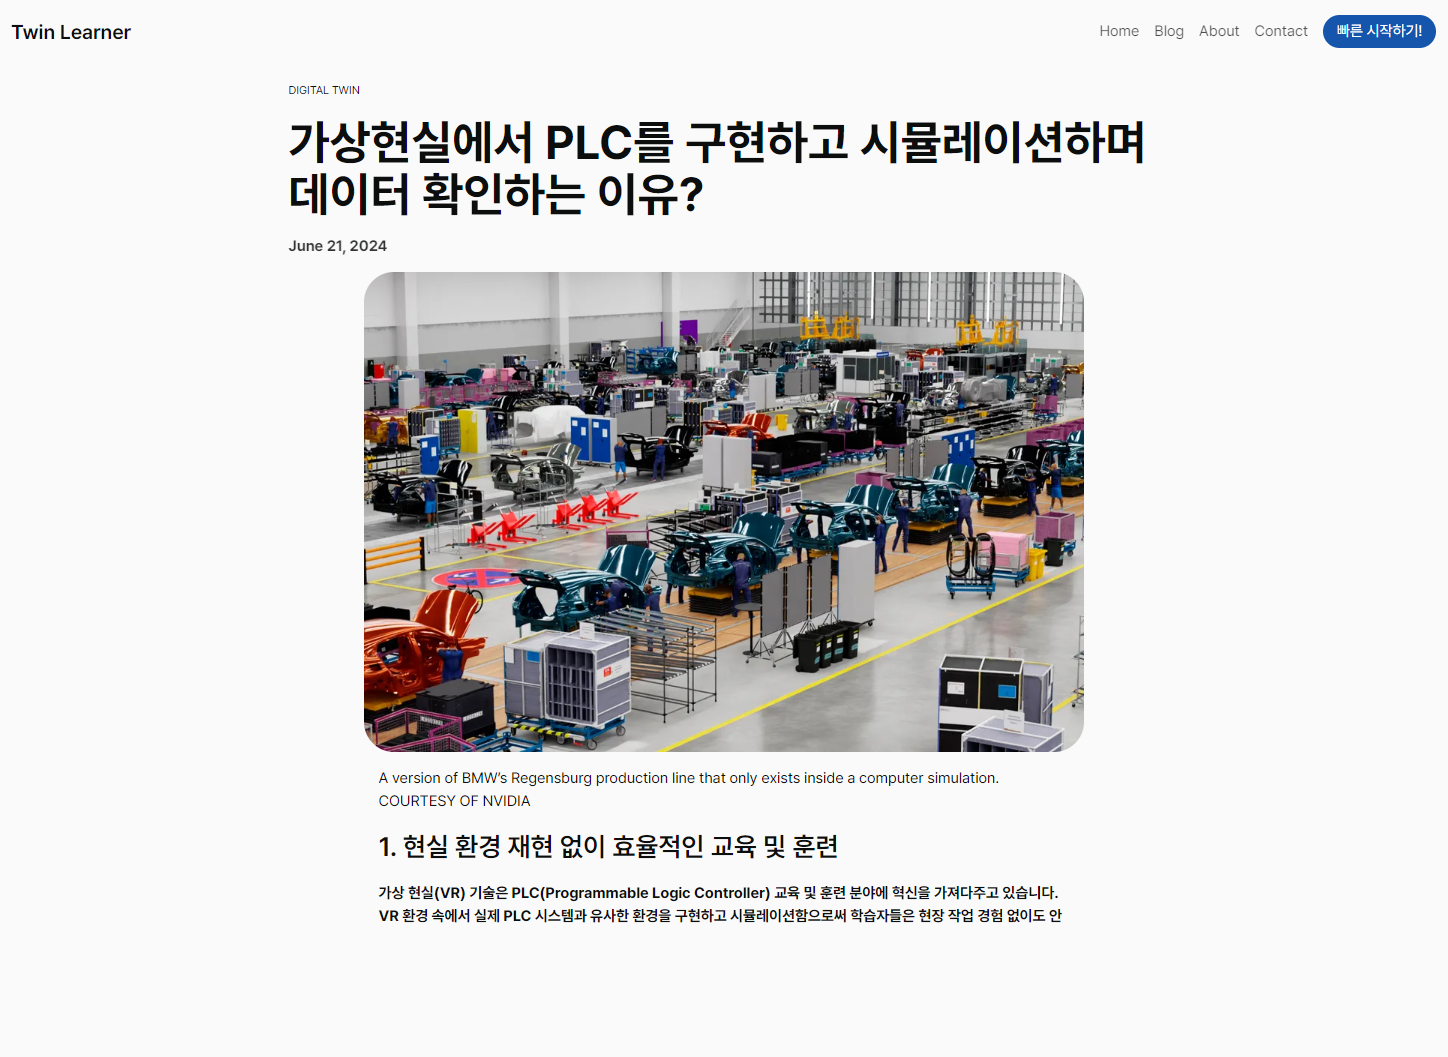 Twin Learner
Home Blog About Contact 빠른 시작하기!
DIGITAL TWIN
가상현실에서 PLC를 구현하고 시뮬레이션하며
데이터 확인하는 이유?
June 21, 2024
A version of BMW’s Regensburg production line that only exists inside a computer simulation.
COURTESY OF NVIDIA
1. 현실 환경 재현 없이 효율적인 교육 및 훈련
가상 현실(VR) 기술은 PLC(Programmable Logic Controller) 교육 및 훈련 분야에 혁신을 가져다주고 있습니다.
VR 환경 속에서 실제 PLC 시스템과 유사한 환경을 구현하고 시뮬레이션함으로써 학습자들은 현장 작업 경험 없이도 안